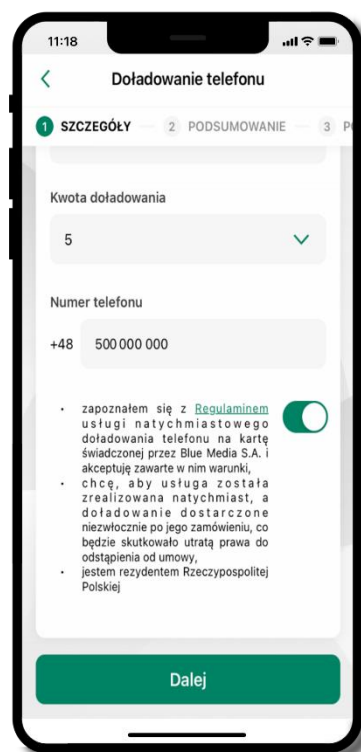 11:18
Doładowanie telefonu
1 SZCZEGÓŁY 2 PODSUMOWANIE 3
Kwota doładowania
5
Numer telefonu
+48 500 000 000
• zapoznałem się z Regulaminem
usługi natychmiastowego
doładowania telefonu na kartę
świadczonej przez Blue Media S.A. i
akceptuję zawarte w nim warunki,
• chcę, aby usługa została
zrealizowana natychmiast, a
doładowanie dostarczone
niezwłocznie po jego zamówieniu, co
będzie skutkowało utratą prawa do
odstąpienia od umowy,
• jestem rezydentem Rzeczypospolitej
Polskiej
Dalej